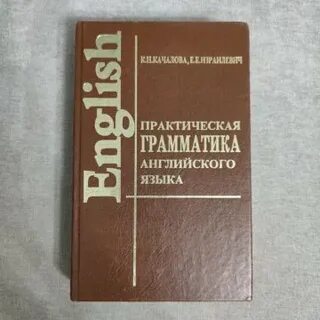 English
К.Н.КАЧАЛОВА, Е.Е.ИЗРАИЛЕВИЧ
ПРАКТИЧЕСКАЯ
ГРАММАТИКА
АНГЛИЙСКОГО
ЯЗЫКА